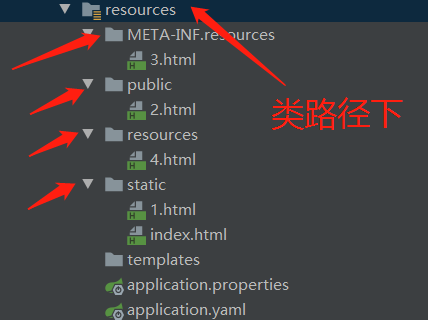 resources
META-INF.resources
3.html
public
2.html
类路径下
resources
4.html
static
1.html
index.html
templates
application.properties
application.yaml